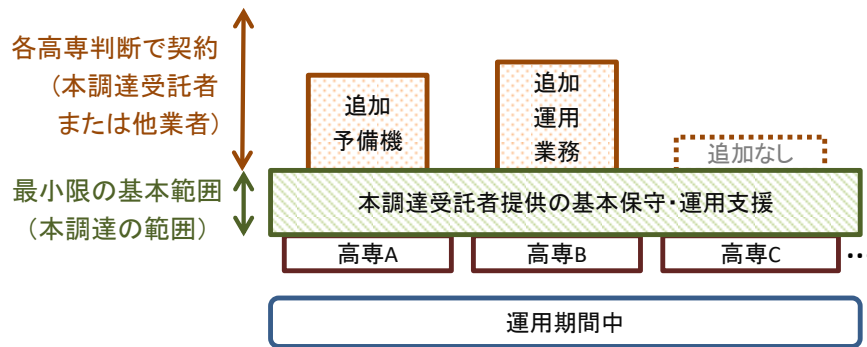 各高専判断で契約
(本調達受託者
または他業者)
追加
予備機
追加
運用
業務
追加なし
最小限の基本範囲
(本調達の範囲)
本調達受託者提供の基本保守・運用支援
高専A
高専B
高専C
‥
運用期間中